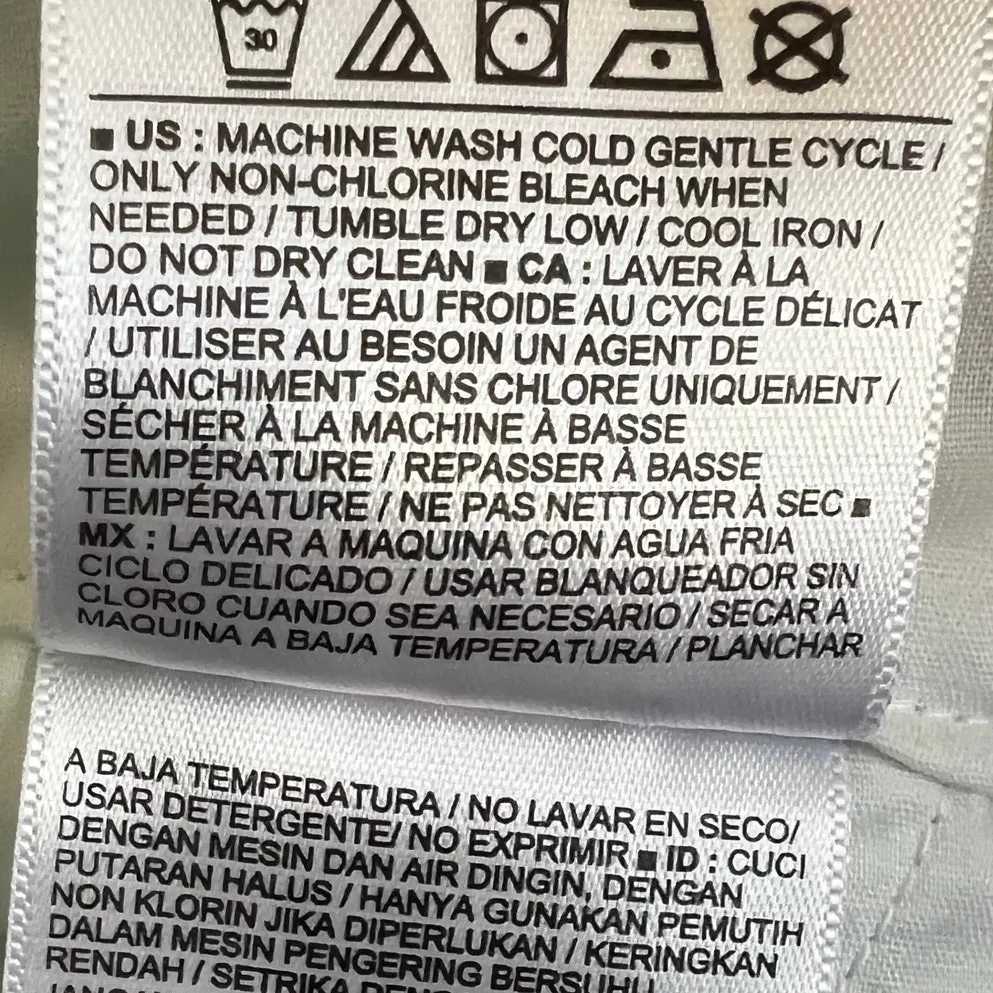 30
■ US : MACHINE WASH COLD GENTLE CYCLE /
ONLY NON-CHLORINE BLEACH WHEN
NEEDED / TUMBLE DRY LOW / COOL IRON /
DO NOT DRY CLEAN ■ CA : LAVER À LA
MACHINE À L'EAU FROIDE AU CYCLE DÉLICAT
/ UTILISER AU BESOIN UN AGENT DE
BLANCHIMENT SANS CHLORE UNIQUEMENT /
SÉCHER À LA MACHINE À BASSE
TEMPÉRATURE / REPASSER À BASSE
TEMPÉRATURE / NE PAS NETTOYER À SEC ■
MX : LAVAR A MAQUINA CON AGUA FRIA
CICLO DELICADO / USAR BLANQUEADOR SIN
CLORO CUANDO SEA NECESARIO / SECAR A
MAQUINA A BAJA TEMPERATURA / PLANCHAR
A BAJA TEMPERATURA / NO LAVAR EN SECO/
USAR DETERGENTE/ NO EXPRIMIR ■ ID : CUCI
DENGAN MESIN DAN AIR DINGIN, DENGAN
PUTARAN HALUS / HANYA GUNAKAN PEMUTIH
NON KLORIN JIKA DIPERLUKAN / KERINGKAN
DALAM MESIN PENGERING BERSUHU
RENDAH / SETRIKA